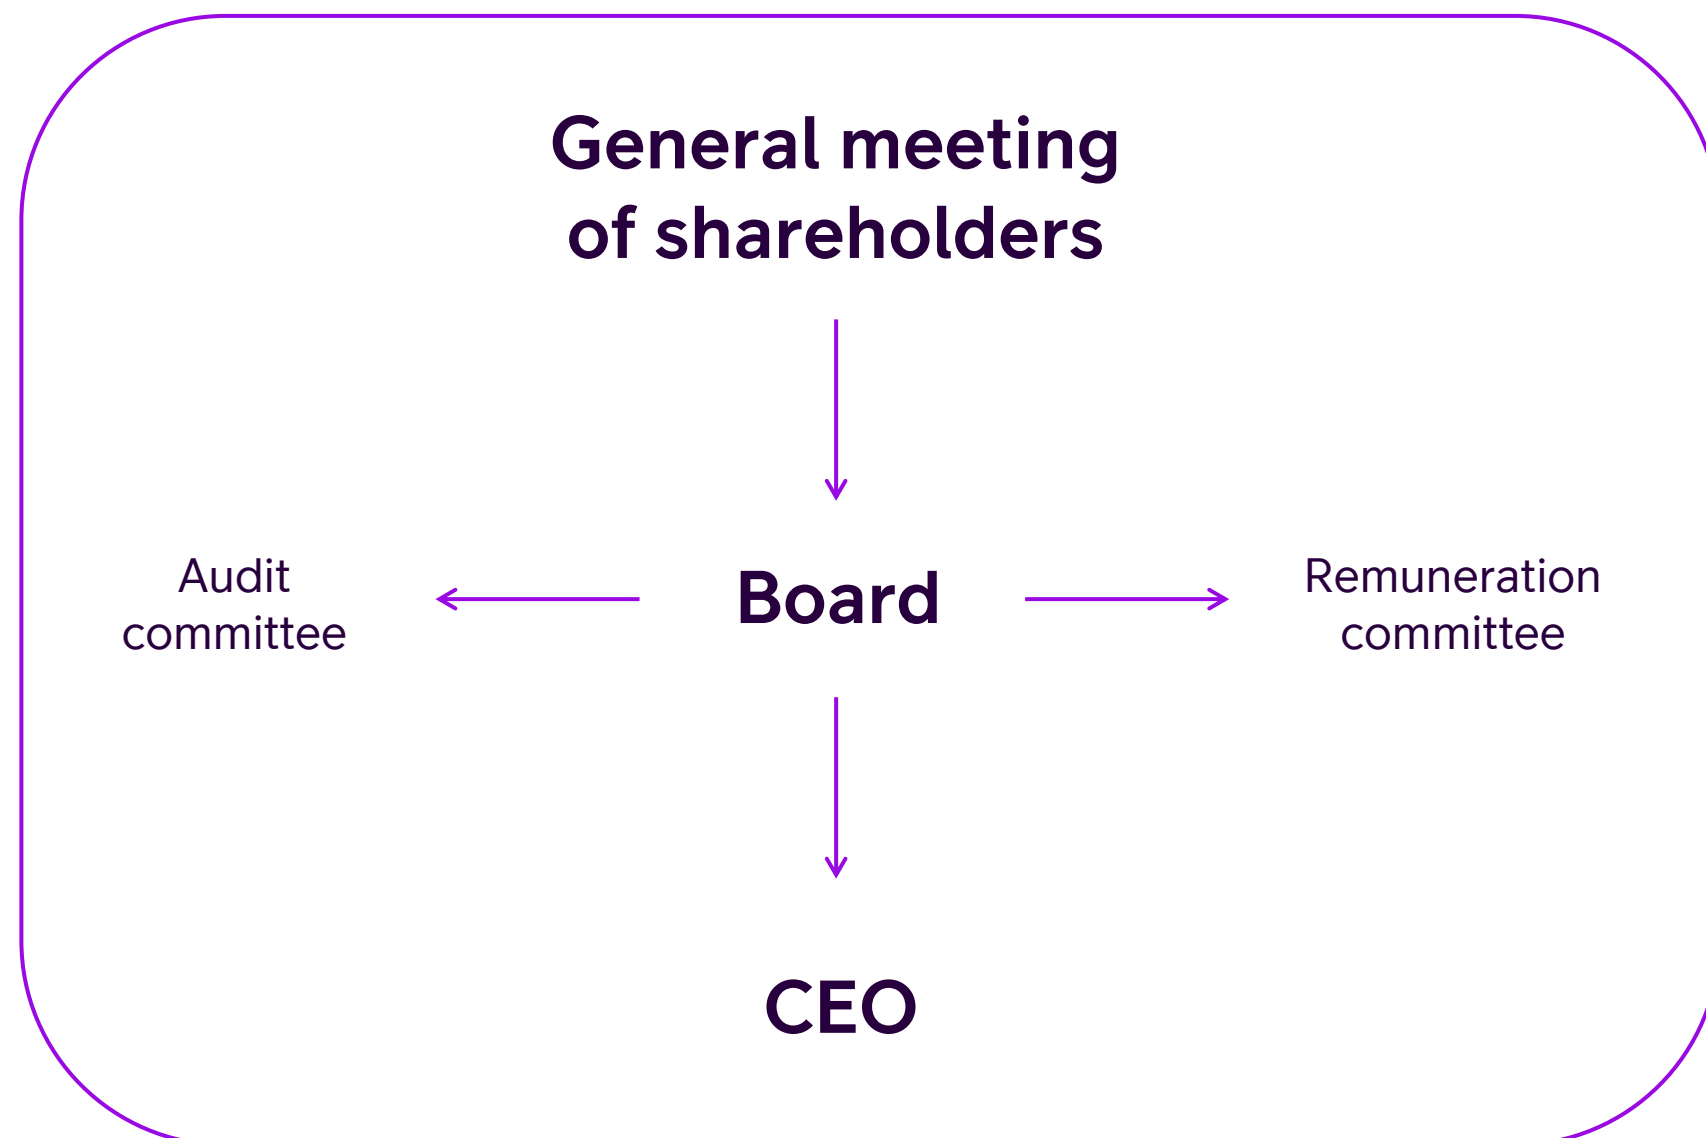 General meeting
of shareholders
Audit
committee
Board
Remuneration
committee
CEO